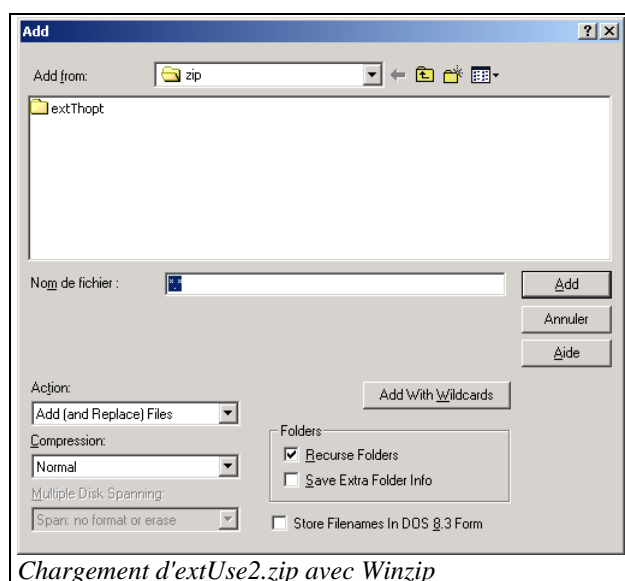 Add
Add from: zip
extThopt
Nom de fichier : *.*
Add
Annuler
Aide
Action:
Add With Wildcards
Add (and Replace) Files
Compression:
Normal
Folders
Recurse Folders
Save Extra Folder Info
Multiple Disk Spanning:
Span: no format or erase
Store Filenames In DOS 8.3 Form
Chargement d'extUse2.zip avec Winzip